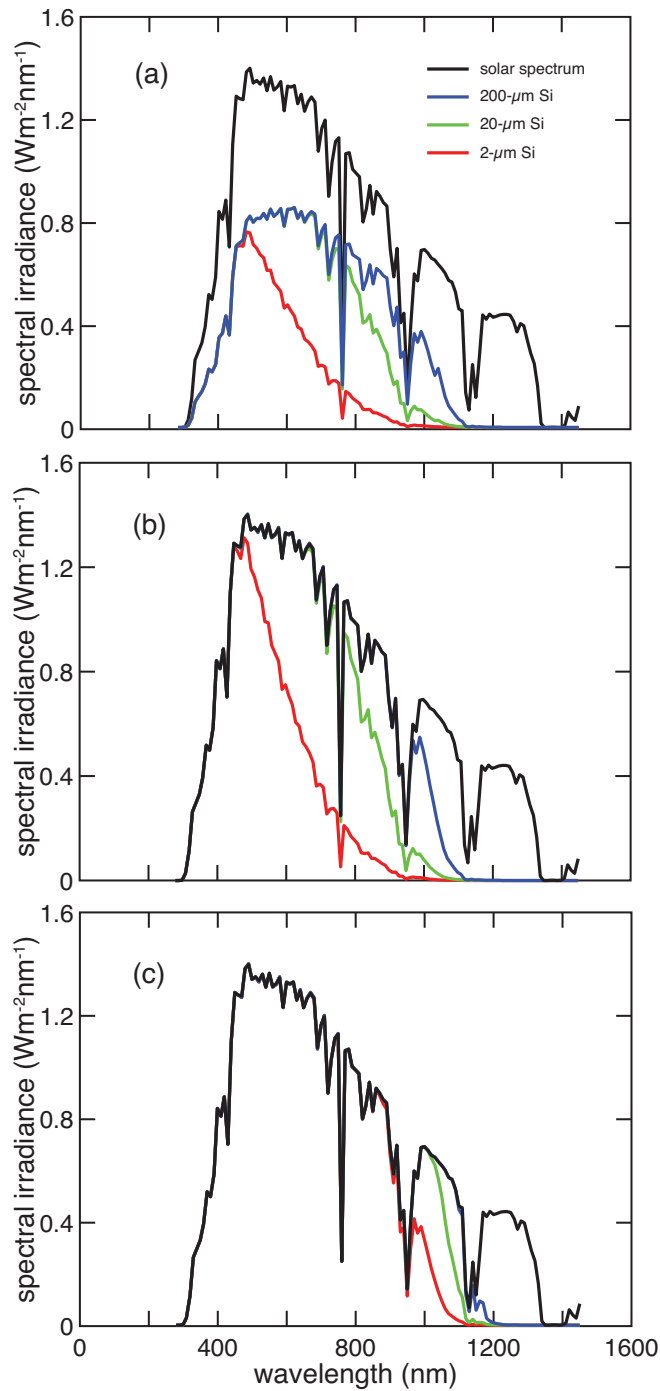 1.6
(a)
solar spectrum
200-µm Si
20-µm Si
2-µm Si
1.2
0.8
0.4
0
spectral irradiance (Wm-2nm-1)
1.6
(b)
1.2
0.8
0.4
0
spectral irradiance (Wm-2nm-1)
1.6
(c)
1.2
0.8
0.4
0
spectral irradiance (Wm-2nm-1)
0 400 800 1200 1600
wavelength (nm)